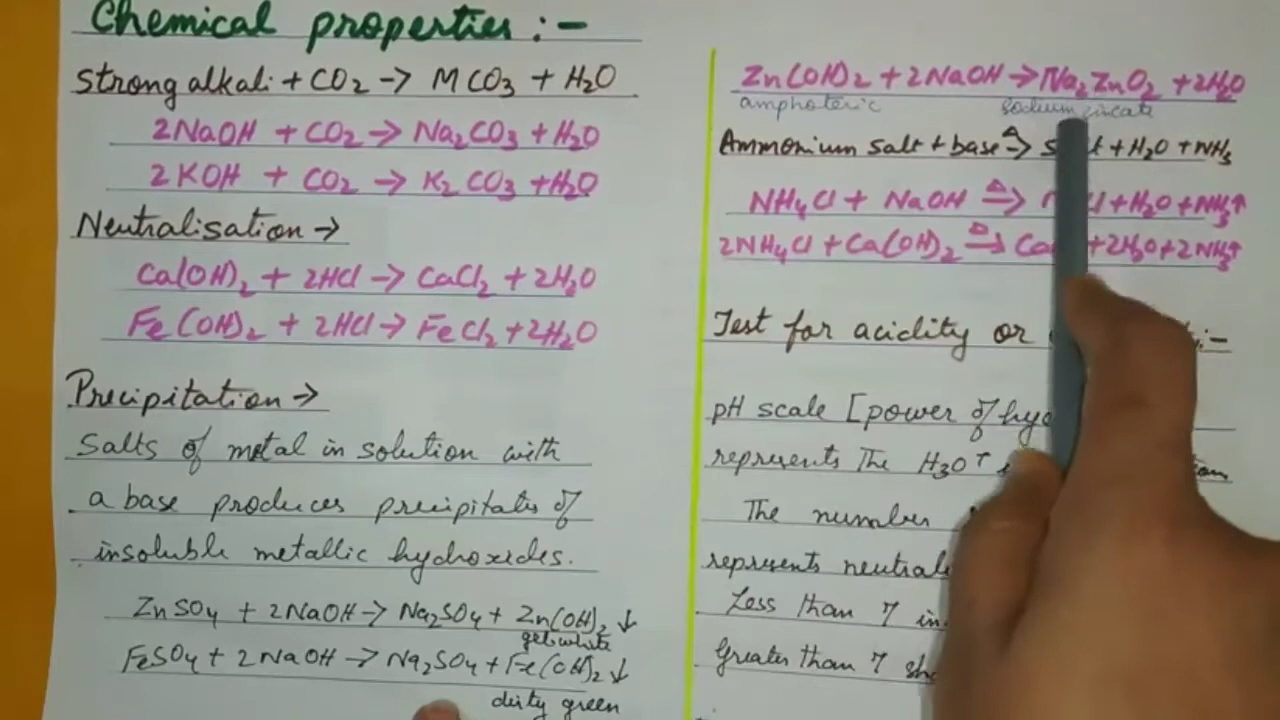 Chemical properties :-
Strong alkali + CO2 -> MCO3 + H2O
2NaOH + CO2 -> Na2CO3 + H2O
2KOH + CO2 -> K2CO3 + H2O
Neutralisation ->
Ca(OH)2 + 2HCl -> CaCl2 + 2H2O
Fe(OH)2 + 2HCl -> FeCl2 + 2H2O
Precipitation ->
Salts of metal in solution with
a base produces precipitates of
insoluble metallic hydroxides.
ZnSO4 + 2NaOH -> Na2SO4 + Zn(OH)2 ↓
gel. white
FeSO4 + 2NaOH -> Na2SO4 + Fe(OH)2 ↓
dirty green
Zn(OH)2 + 2NaOH -> Na2ZnO2 + 2H2O
amphoteric sodium zincate
Ammonium salt + base Δ-> + H2O + NH3
NH4Cl + NaOH Δ-> + H2O + NH3↑
2NH4Cl + Ca(OH)2 Δ-> + 2H2O + 2NH3↑
Test for acidity or :-
pH scale [power of
represents The H3O+
The number
represents
Less than 7
Greater than 7